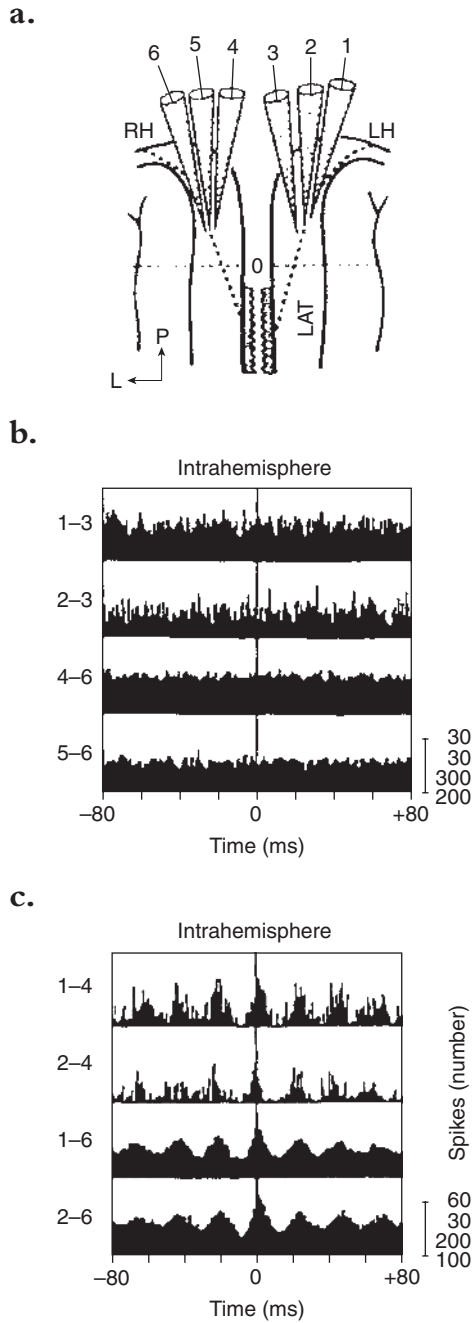 a.
6 5 4 3 2 1
RH LH
0
LAT
P
L
b.
Intrahemisphere
1–3
2–3
4–6
5–6
30
30
300
200
–80 0 +80
Time (ms)
c.
Intrahemisphere
1–4
2–4
1–6
2–6
Spikes (number)
60
30
200
100
–80 0 +80
Time (ms)